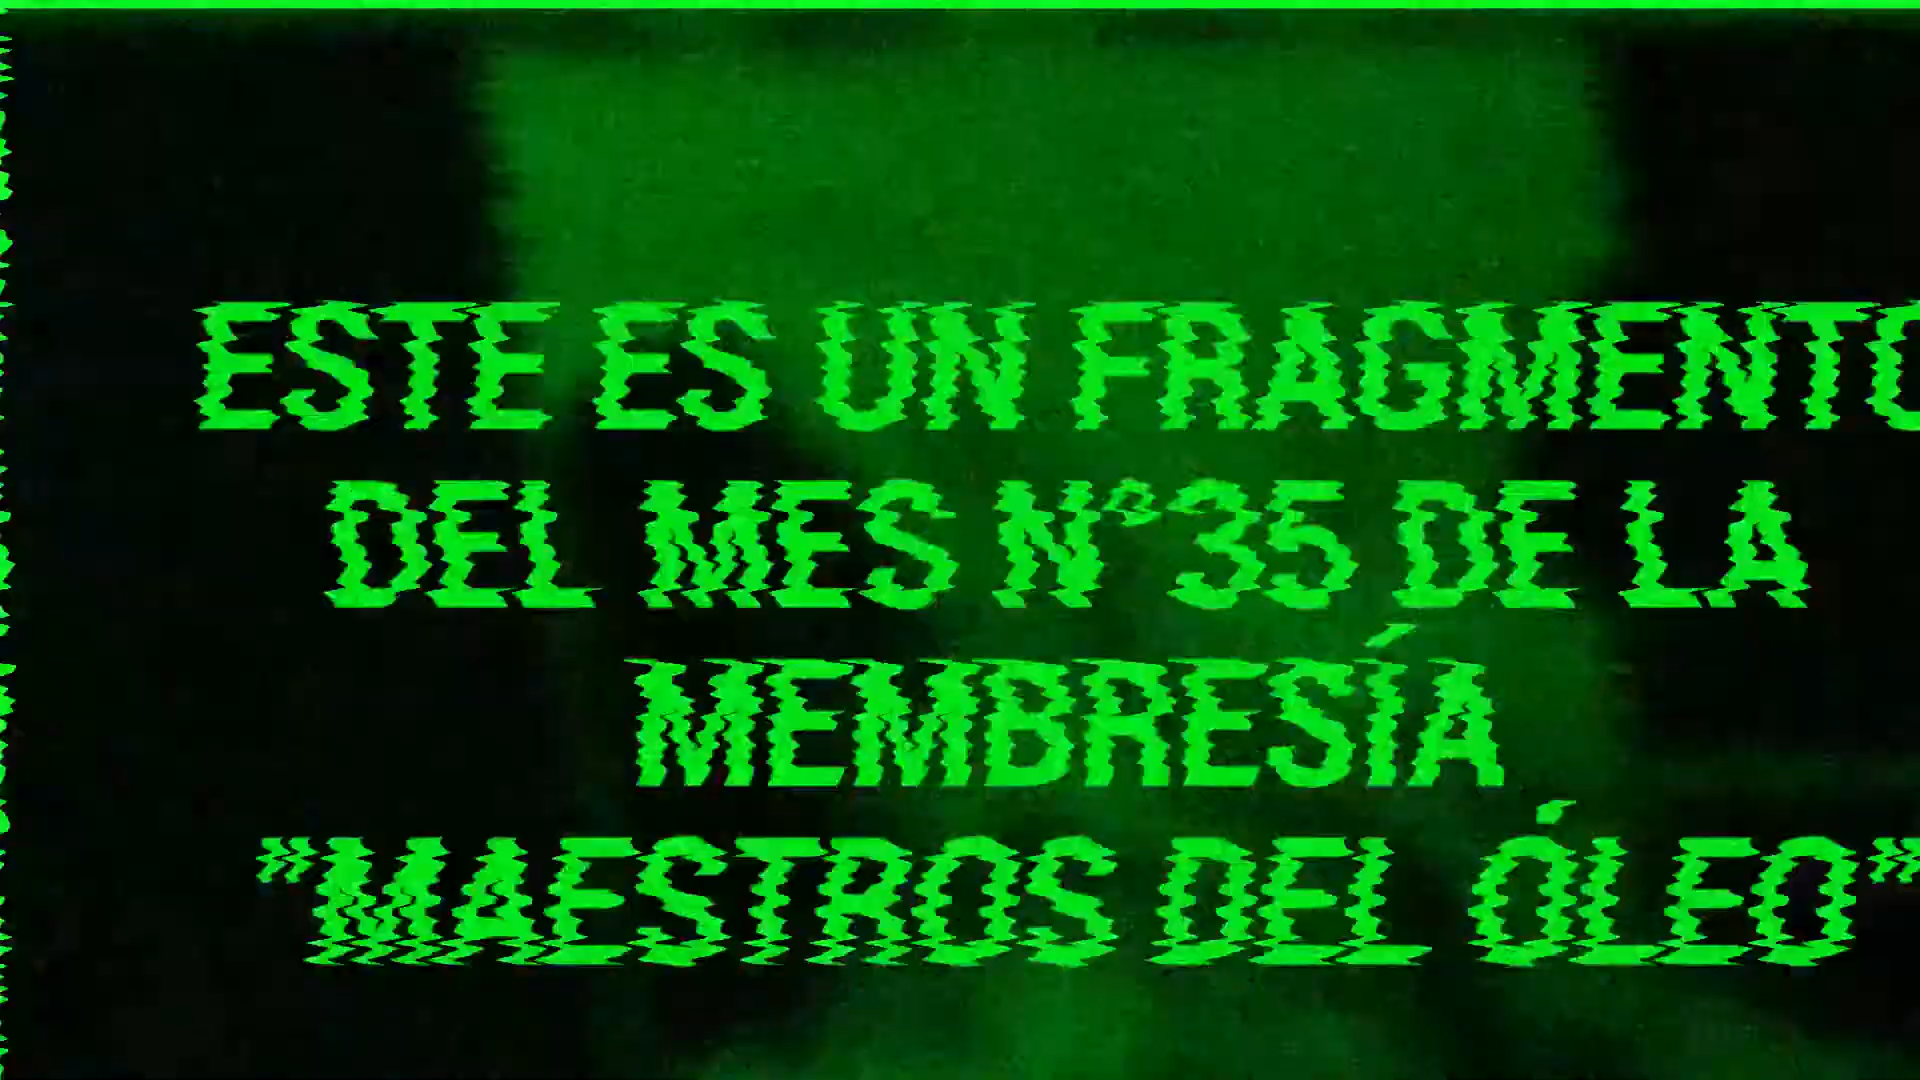 ESTE ES UN FRAGMENTO
DEL MES N°35 DE LA
MEMBRESÍA
"MAESTROS DEL ÓLEO"